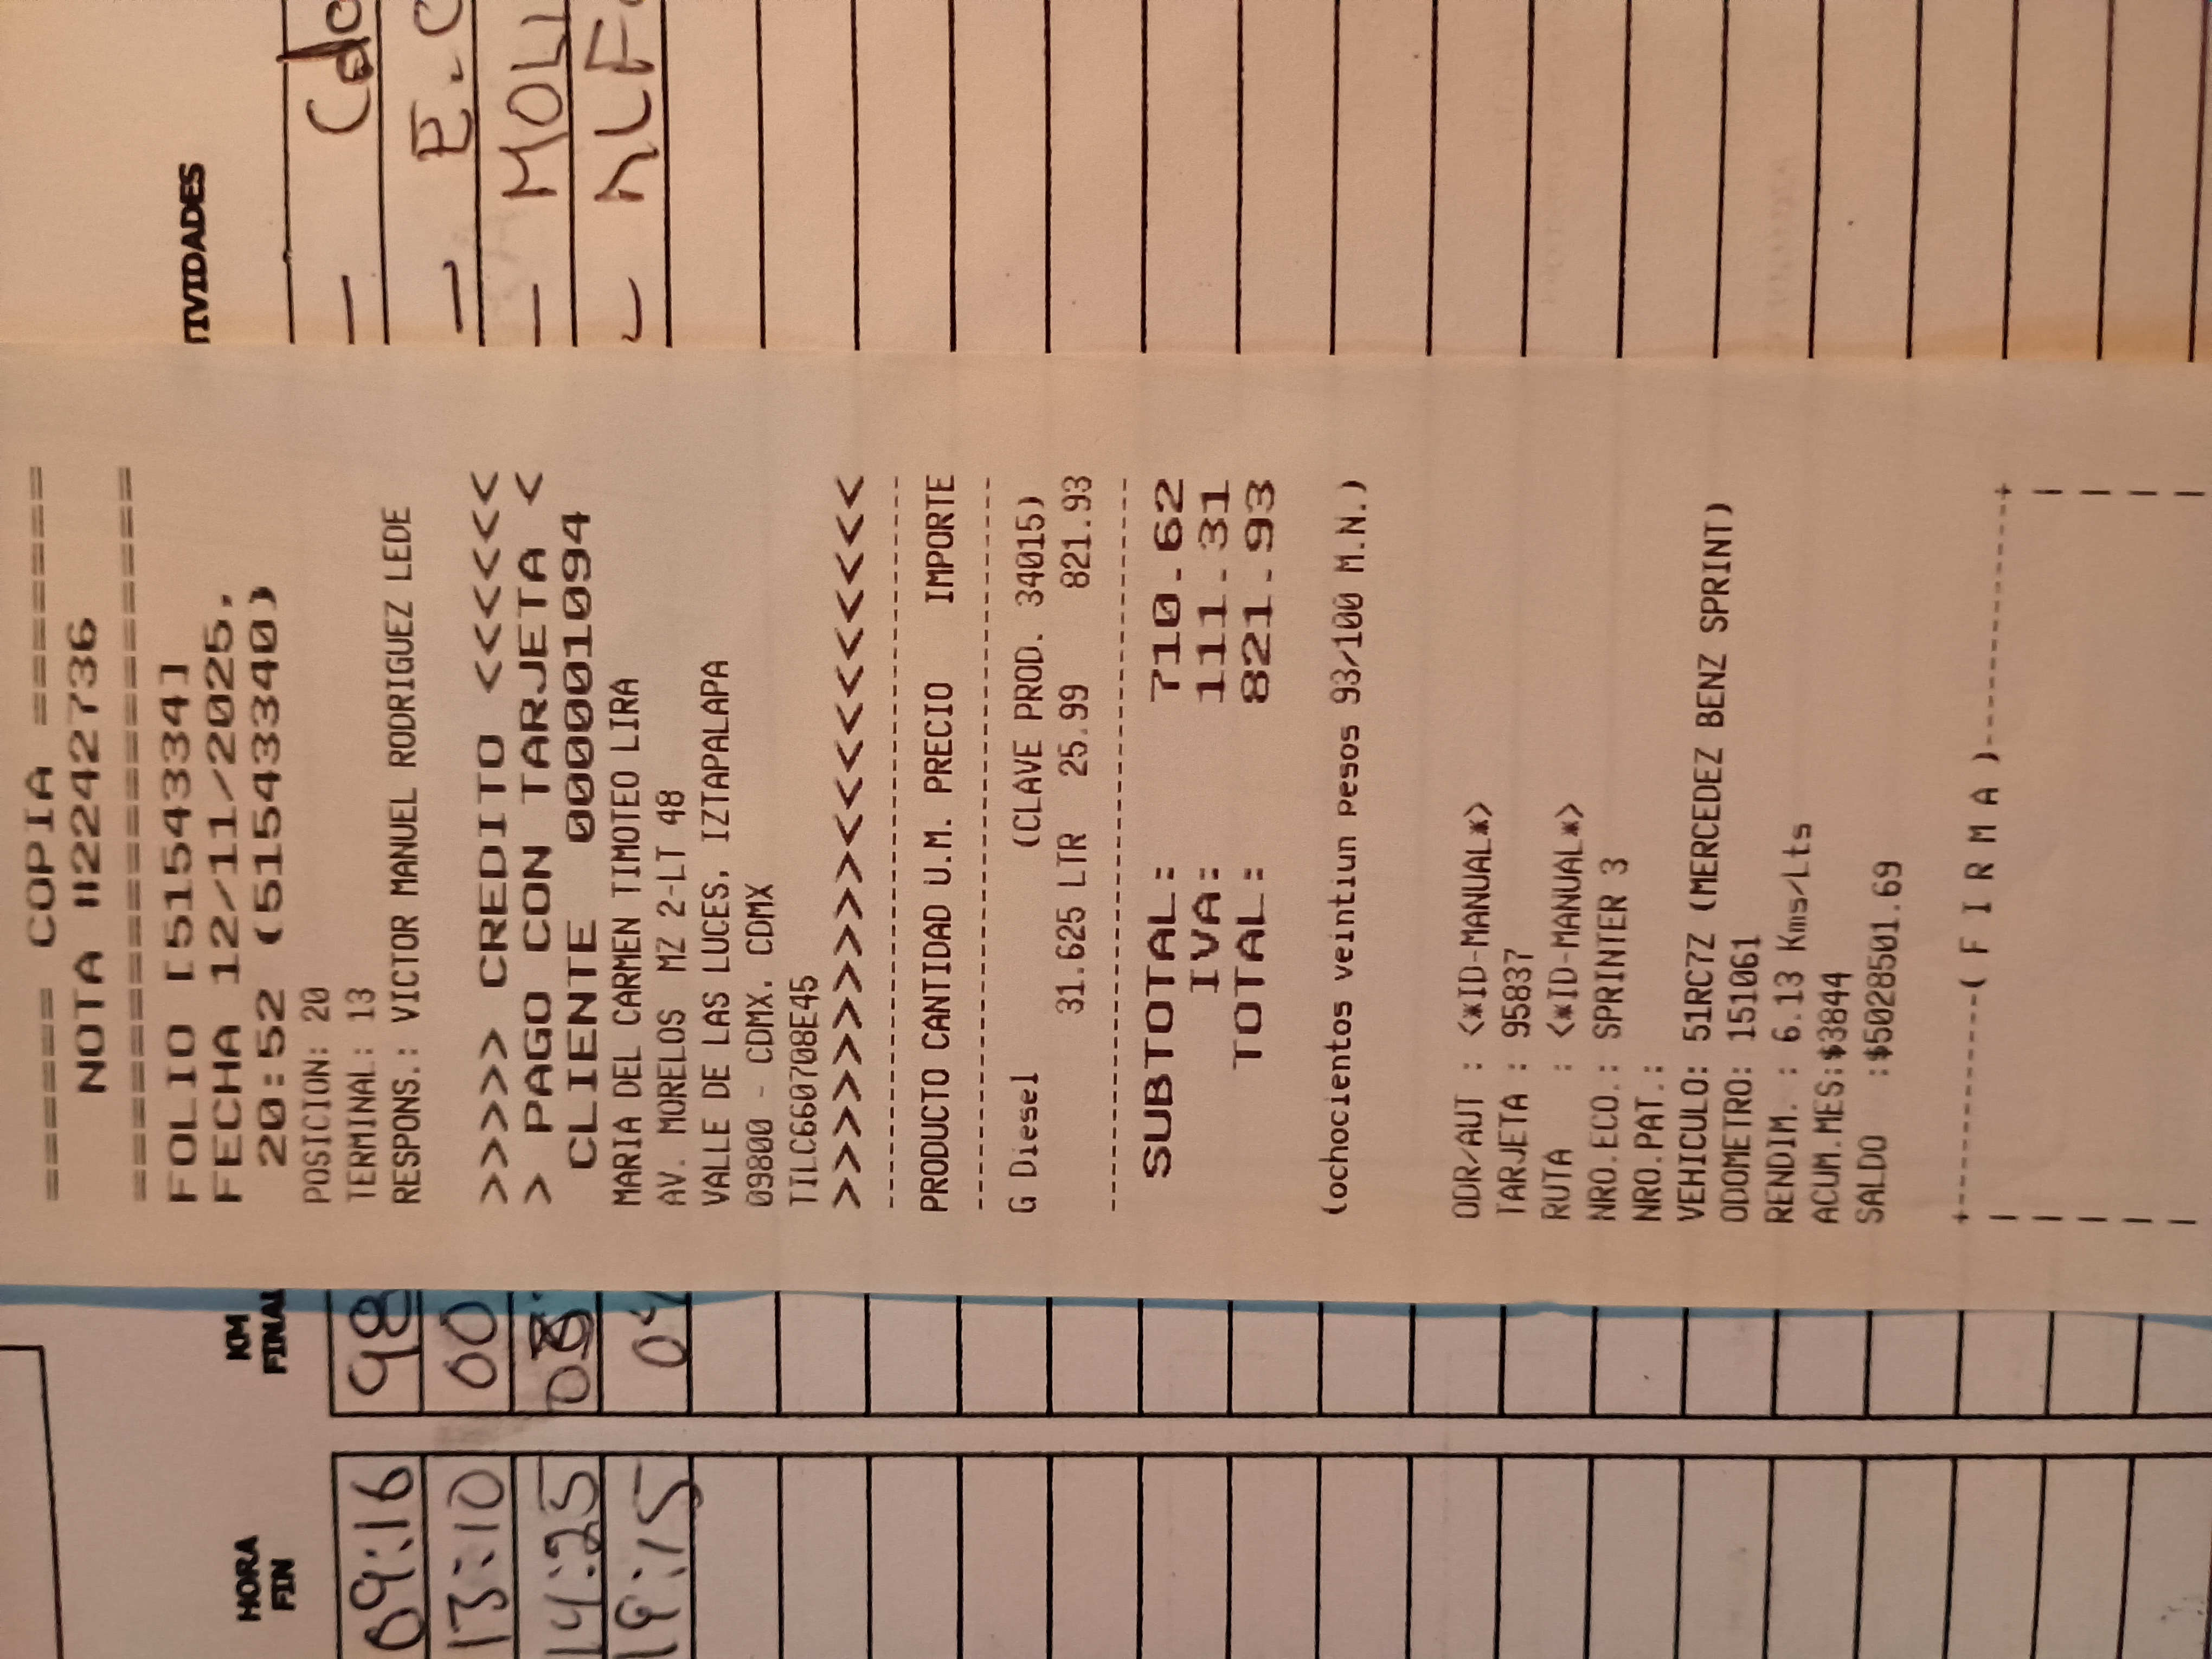 ====== COPIA =======
NOTA II2242736
====================
FOLIO [5154334]
FECHA 12/11/2025,
20:52 (51543340)
POSICION: 20
TERMINAL: 13
RESPONS.: VICTOR MANUEL RODRIGUEZ LEDE
>>>>> CREDITO <<<<<<
> PAGO CON TARJETA <
CLIENTE 0000001094
MARIA DEL CARMEN TIMOTEO LIRA
AV. MORELOS MZ 2-LT 48
VALLE DE LAS LUCES, IZTAPALAPA
09800 - CDMX, CDMX
TILC660708E45
>>>>>>>>>><<<<<<<<<<
--------------------------------
PRODUCTO CANTIDAD U.M. PRECIO IMPORTE
--------------------------------
G Diesel (CLAVE PROD. 34015)
31.625 LTR 25.99 821.93
--------------------------------
SUBTOTAL: 710.62
IVA: 111.31
TOTAL: 821.93
(ochocientos veintiun Pesos 93/100 M.N.)
ODR/AUT : <*ID-MANUAL*>
TARJETA : 95837
RUTA : <*ID-MANUAL*>
NRO.ECO.: SPRINTER 3
NRO.PAT.:
VEHICULO: 51RC7Z (MERCEDEZ BENZ SPRINT)
ODOMETRO: 151061
RENDIM. : 6.13 Kms/Lts
ACUM.MES:$3844
SALDO :$5028501.69
+---------( F I R M A )---------+
HORA FIN
09:16
13:10
14:25
19:15
KM FINAL
98
00
TIVIDADES